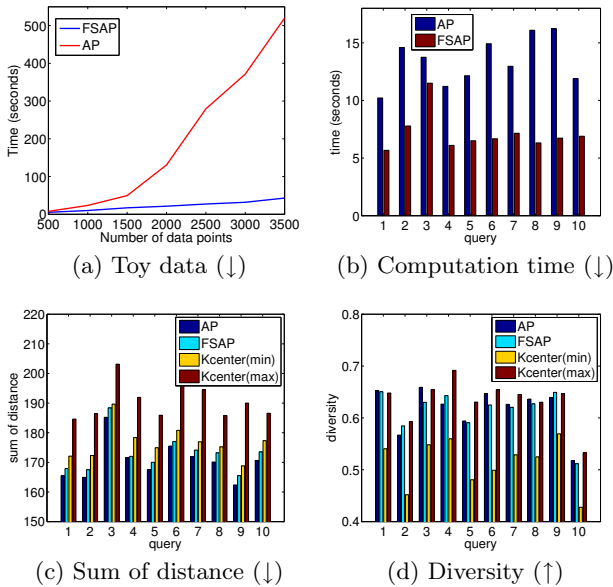 FSAP
AP
Time (seconds)
500
400
300
200
100
0
500 1000 1500 2000 2500 3000 3500
Number of data points
(a) Toy data (↓)
AP
FSAP
time (seconds)
15
10
5
0
1 2 3 4 5 6 7 8 9 10
query
(b) Computation time (↓)
AP
FSAP
Kcenter(min)
Kcenter(max)
sum of distance
220
210
200
190
180
170
160
150
1 2 3 4 5 6 7 8 9 10
query
(c) Sum of distance (↓)
AP
FSAP
Kcenter(min)
Kcenter(max)
diversity
0.8
0.7
0.6
0.5
0.4
1 2 3 4 5 6 7 8 9 10
query
(d) Diversity (↑)